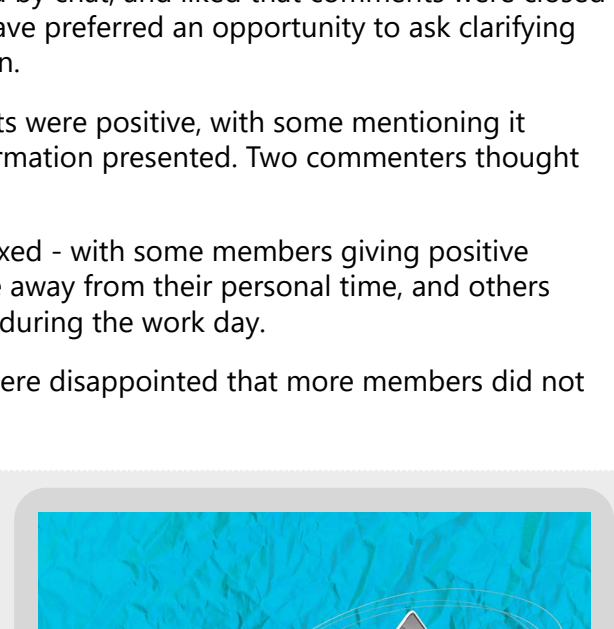 by chat, and liked that comments were closed
ave preferred an opportunity to ask clarifying
n.
ts were positive, with some mentioning it
rmation presented. Two commenters thought
xed - with some members giving positive
e away from their personal time, and others
during the work day.
ere disappointed that more members did not